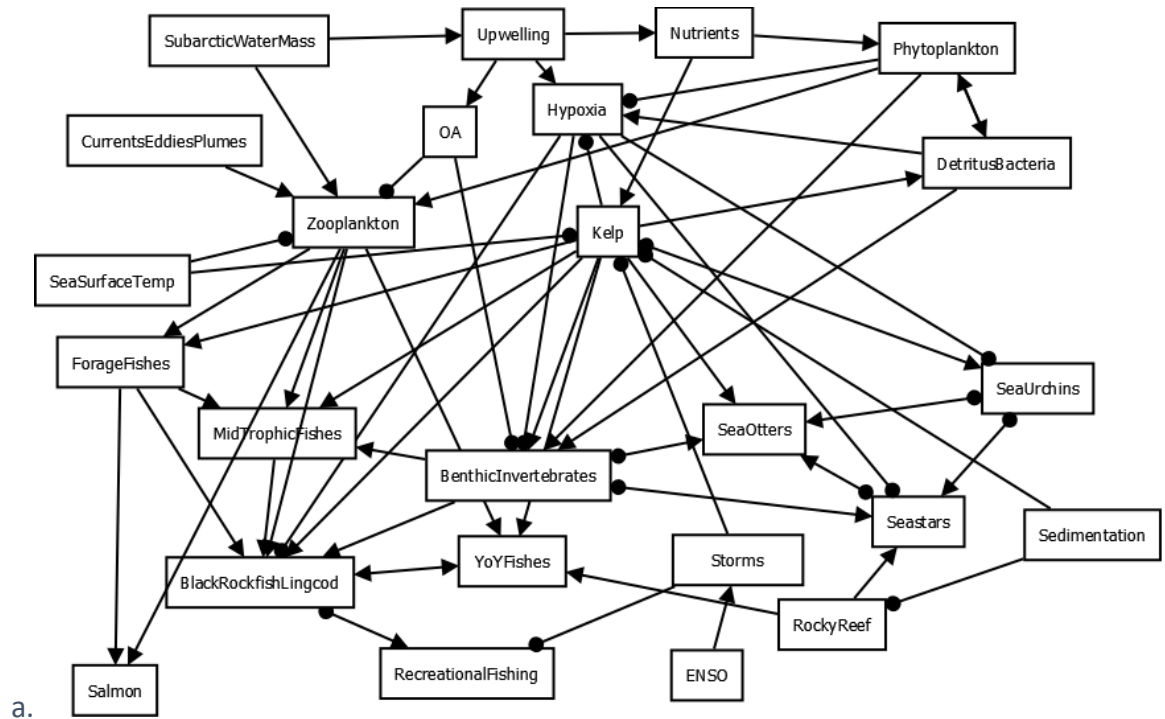 SubarcticWaterMass
Upwelling
Nutrients
Phytoplankton
Hypoxia
OA
CurrentsEddiesPlumes
DetritusBacteria
Zooplankton
Kelp
SeaSurfaceTemp
ForageFishes
SeaUrchins
MidTrophicFishes
SeaOtters
BenthicInvertebrates
Seastars
Sedimentation
BlackRockfishLingcod
YoYFishes
Storms
RockyReef
RecreationalFishing
ENSO
Salmon
a.